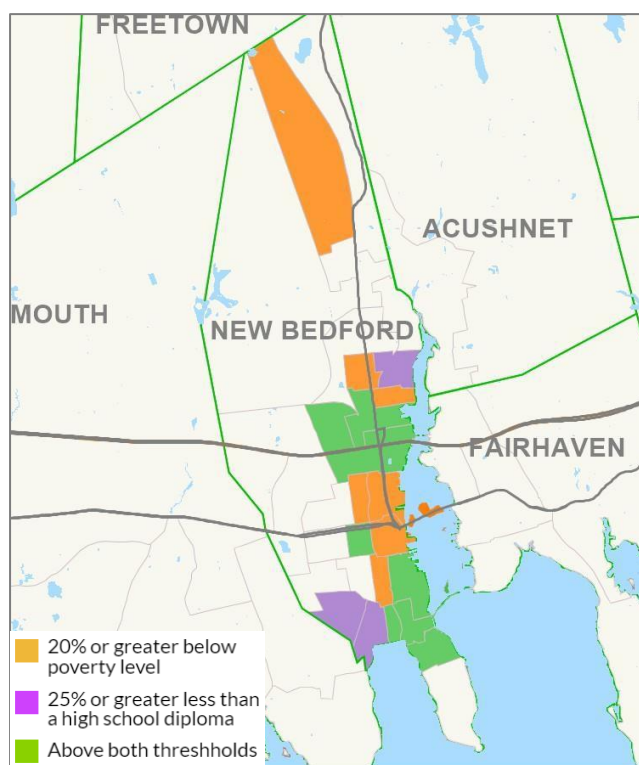 FREETOWN
ACUSHNET
MOUTH
NEW BEDFORD
FAIRHAVEN
20% or greater below
poverty level
25% or greater less than
a high school diploma
Above both threshholds